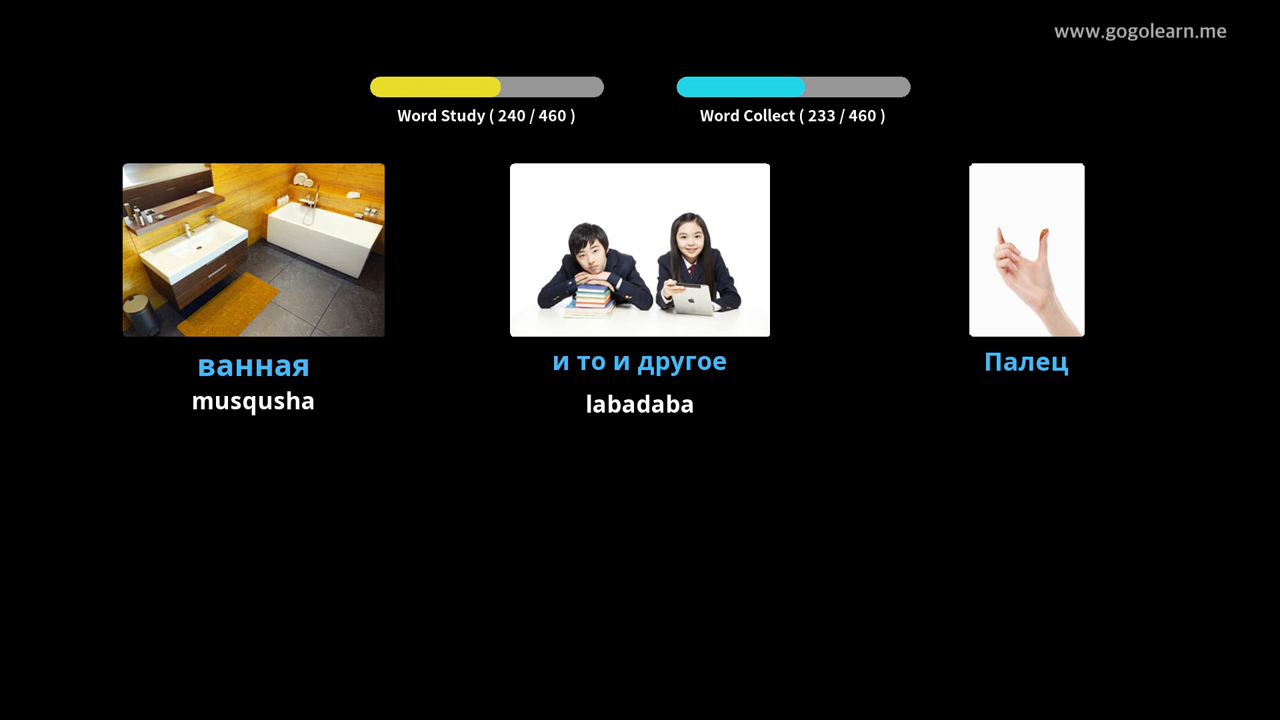 www.gogolearn.me
Word Study ( 240 / 460 )
Word Collect ( 233 / 460 )
ванная
musqusha
и то и другое
labadaba
Палец